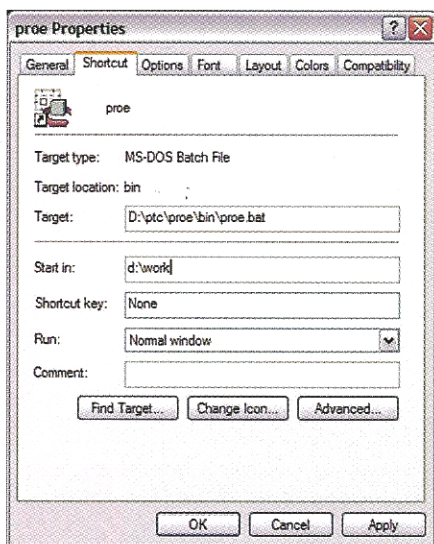 proe Properties
General Shortcut Options Font Layout Colors Compatibility
proe
Target type: MS-DOS Batch File
Target location: bin
Target: D:\ptc\proe\bin\proe.bat
Start in: d:\work
Shortcut key: None
Run: Normal window
Comment:
Find Target... Change Icon... Advanced...
OK Cancel Apply